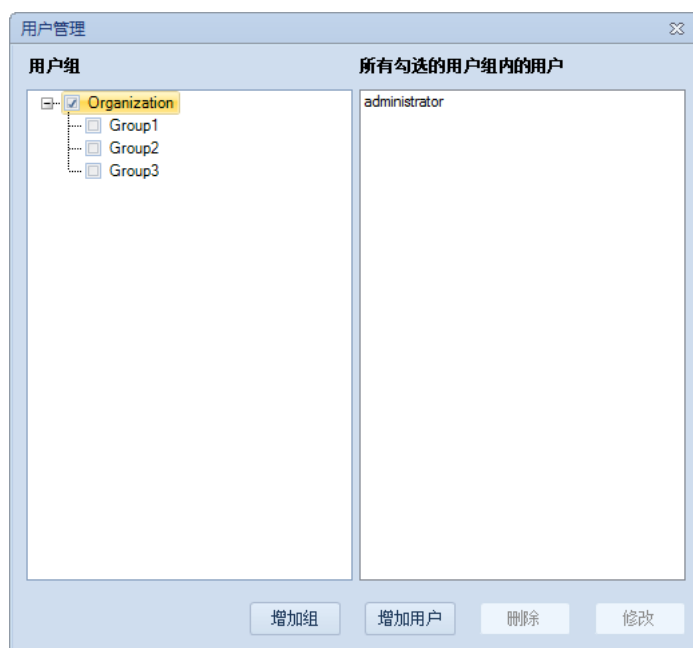 用户管理
用户组
所有勾选的用户组内的用户
Organization
administrator
Group1
Group2
Group3
增加组
增加用户
删除
修改